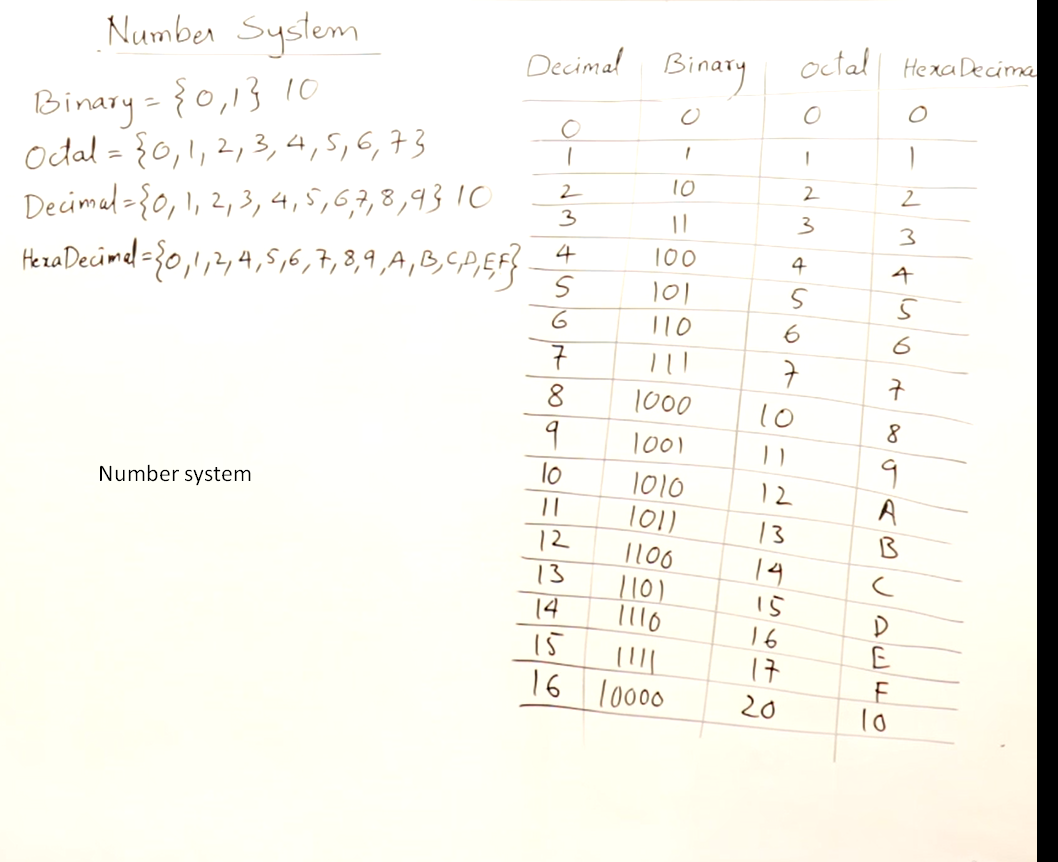 Number System
Binary = {0,1} 10
Octal = {0,1,2,3,4,5,6,7}
Decimal={0,1,2,3,4,5,6,7,8,9} 10
HexaDecimal={0,1,2,4,5,6,7,8,9,A,B,C,D,E,F}
Number system
Decimal Binary Octal HexaDecima
0 0 0 0
1 1 1 1
2 10 2 2
3 11 3 3
4 100 4 4
5 101 5 5
6 110 6 6
7 111 7 7
8 1000 10 8
9 1001 11 9
10 1010 12 A
11 1011 13 B
12 1100 14 C
13 1101 15 D
14 1110 16 E
15 1111 17 F
16 10000 20 10